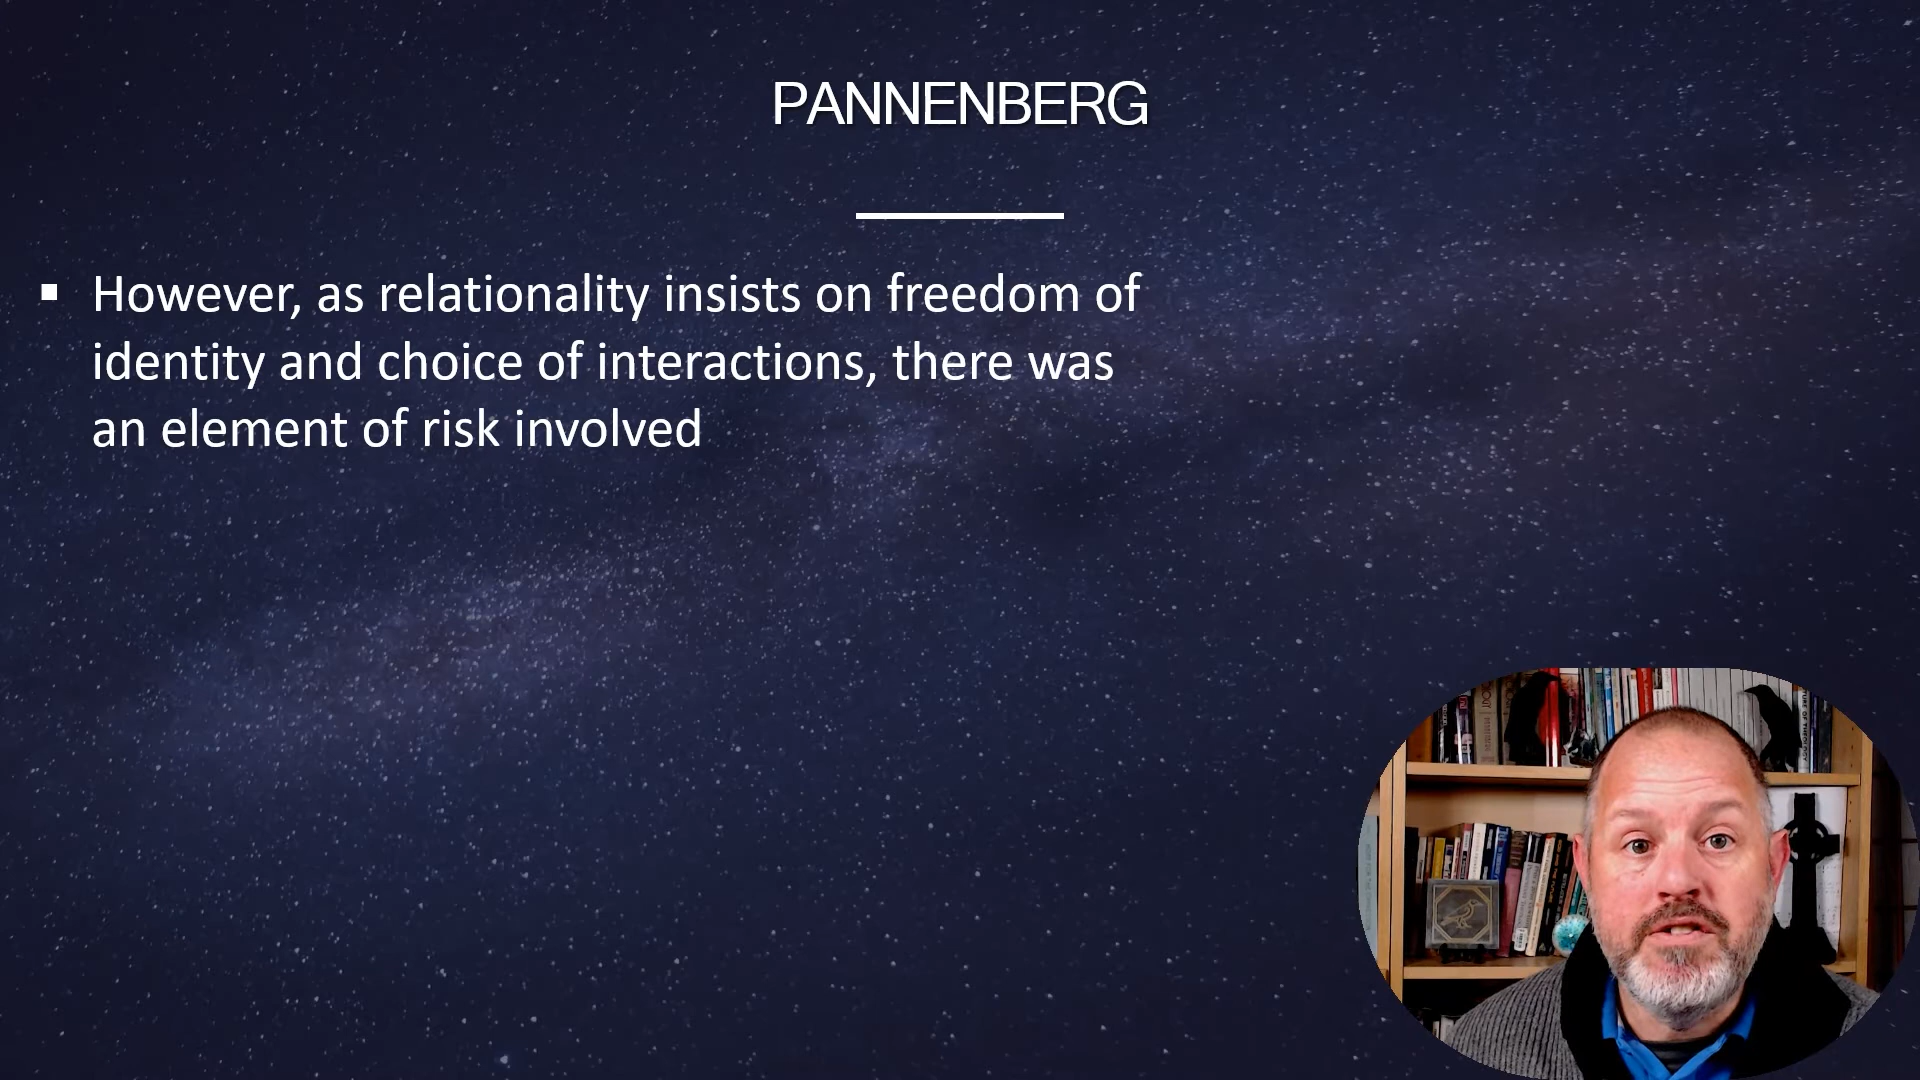 PANNENBERG
▪ However, as relationality insists on freedom of
identity and choice of interactions, there was
an element of risk involved